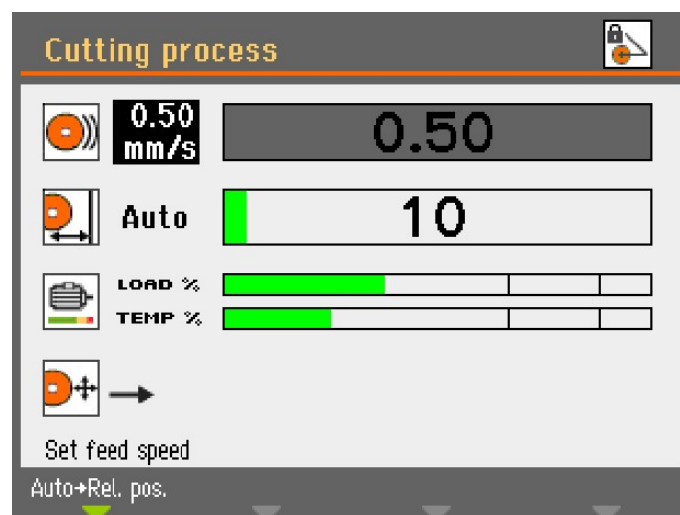 Cutting process
0.50
mm/s
0.50
Auto
10
LOAD %
TEMP %
Set feed speed
Auto→Rel. pos.